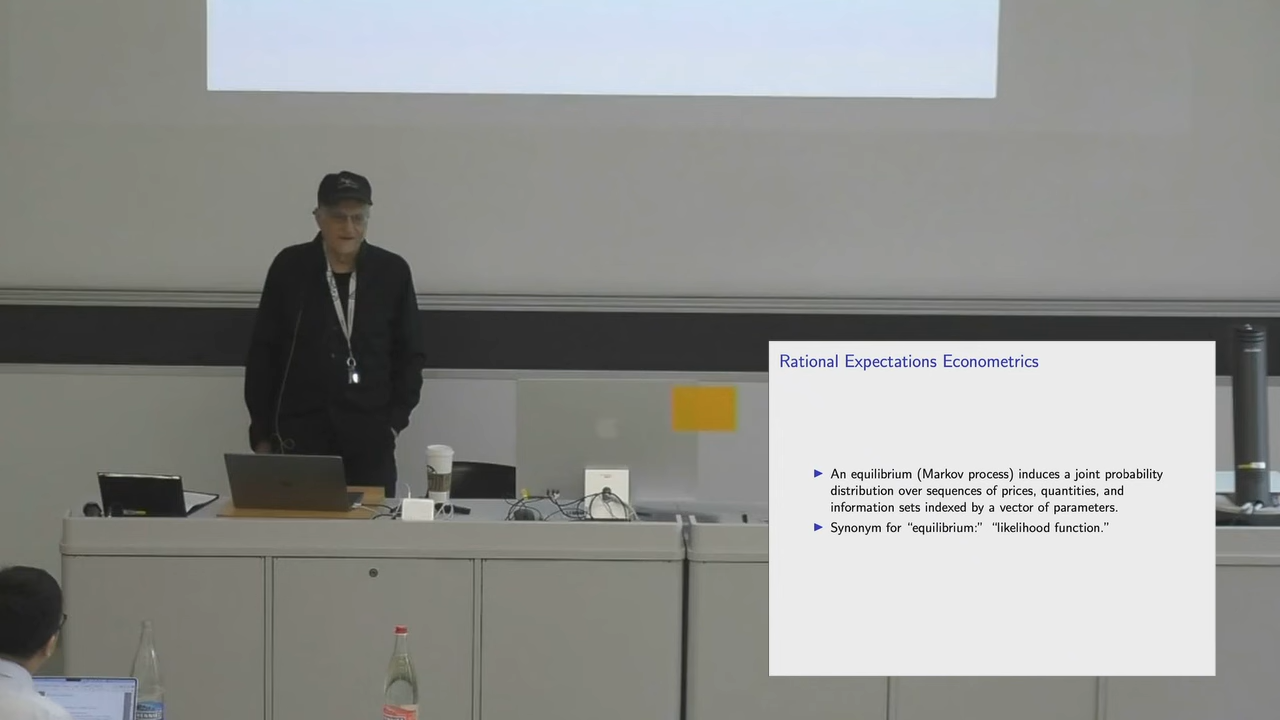 Rational Expectations Econometrics
► An equilibrium (Markov process) induces a joint probability
distribution over sequences of prices, quantities, and
information sets indexed by a vector of parameters.
► Synonym for “equilibrium:” “likelihood function.”